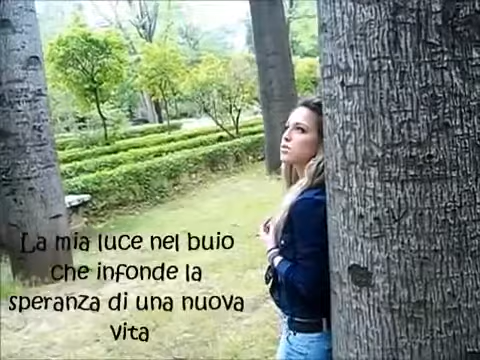 La mia luce nel buio
che infonde la
speranza di una nuova
vita